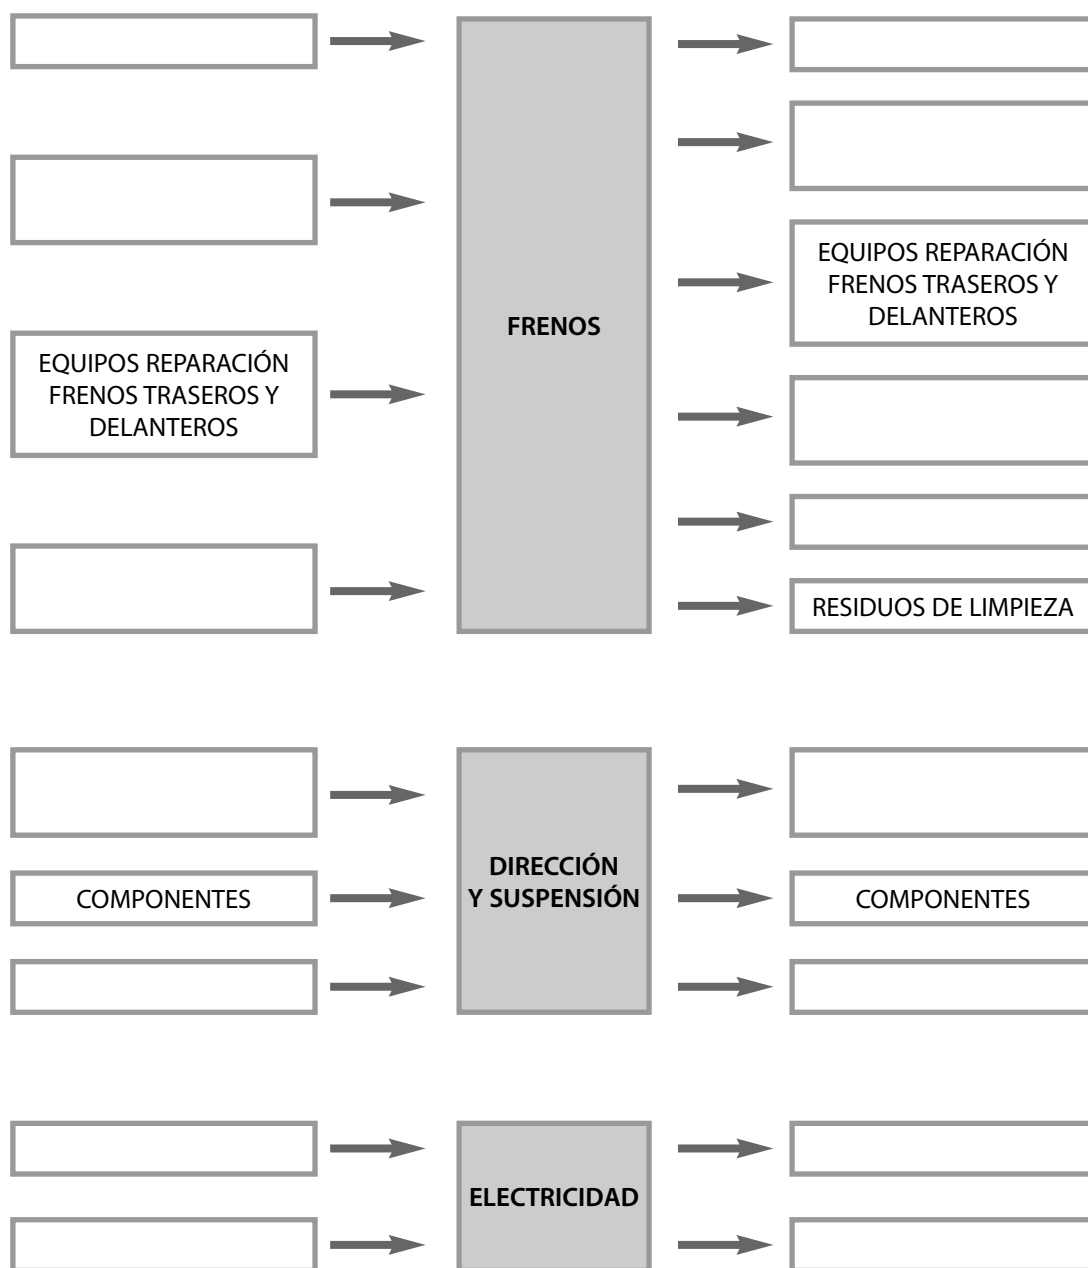 FRENOS
EQUIPOS REPARACIÓN
FRENOS TRASEROS Y
DELANTEROS
EQUIPOS REPARACIÓN
FRENOS TRASEROS Y
DELANTEROS
RESIDUOS DE LIMPIEZA
COMPONENTES
DIRECCIÓN
Y SUSPENSIÓN
COMPONENTES
ELECTRICIDAD